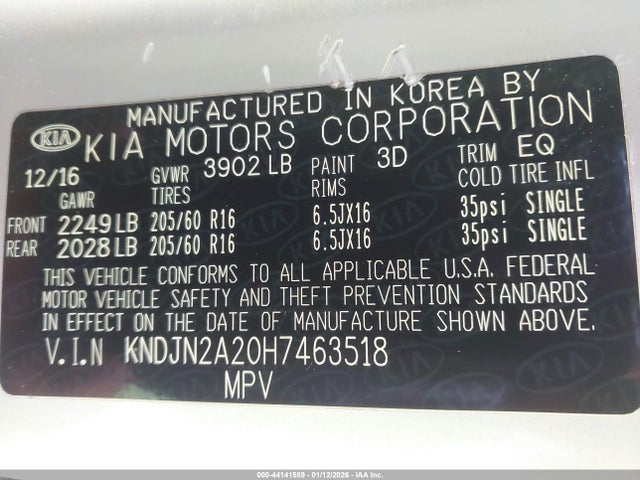 MANUFACTURED IN KOREA BY
KIA KIA MOTORS CORPORATION
12/16 GVWR 3902 LB PAINT 3D TRIM EQ
GAWR TIRES RIMS COLD TIRE INFL
FRONT 2249 LB 205/60 R16 6.5JX16 35psi SINGLE
REAR 2028 LB 205/60 R16 6.5JX16 35psi SINGLE
THIS VEHICLE CONFORMS TO ALL APPLICABLE U.S.A. FEDERAL
MOTOR VEHICLE SAFETY AND THEFT PREVENTION STANDARDS
IN EFFECT ON THE DATE OF MANUFACTURE SHOWN ABOVE.
V.I.N KNDJN2A20H7463518
MPV
000-44141589 - 01/12/2026 - IAA Inc.